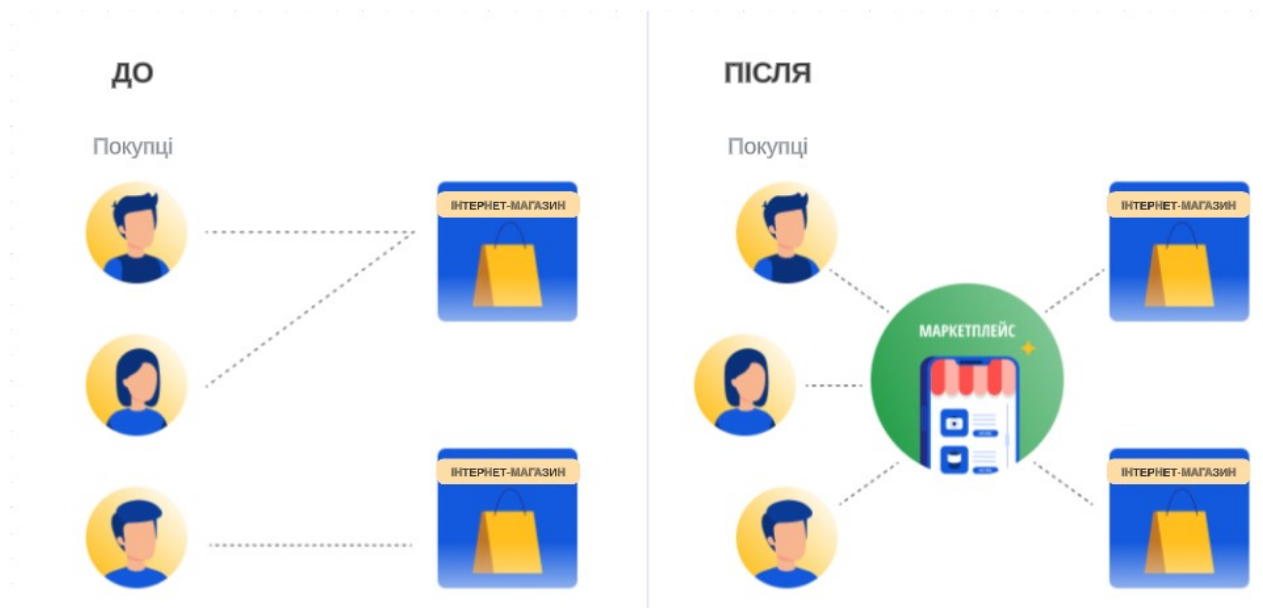 ДО
Покупці
ІНТЕРНЕТ-МАГАЗИН
ІНТЕРНЕТ-МАГАЗИН
ПІСЛЯ
Покупці
ІНТЕРНЕТ-МАГАЗИН
МАРКЕТПЛЕЙС
ІНТЕРНЕТ-МАГАЗИН